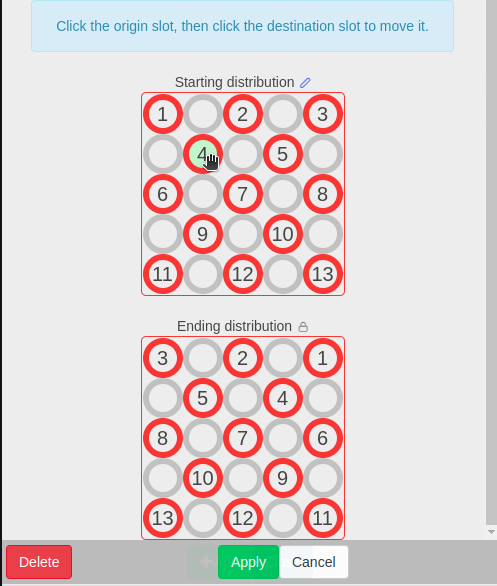 Click the origin slot, then click the destination slot to move it.
Starting distribution
1 2 3
4 5
6 7 8
9 10
11 12 13
Ending distribution
3 2 1
5 4
8 7 6
10 9
13 12 11
Delete Apply Cancel